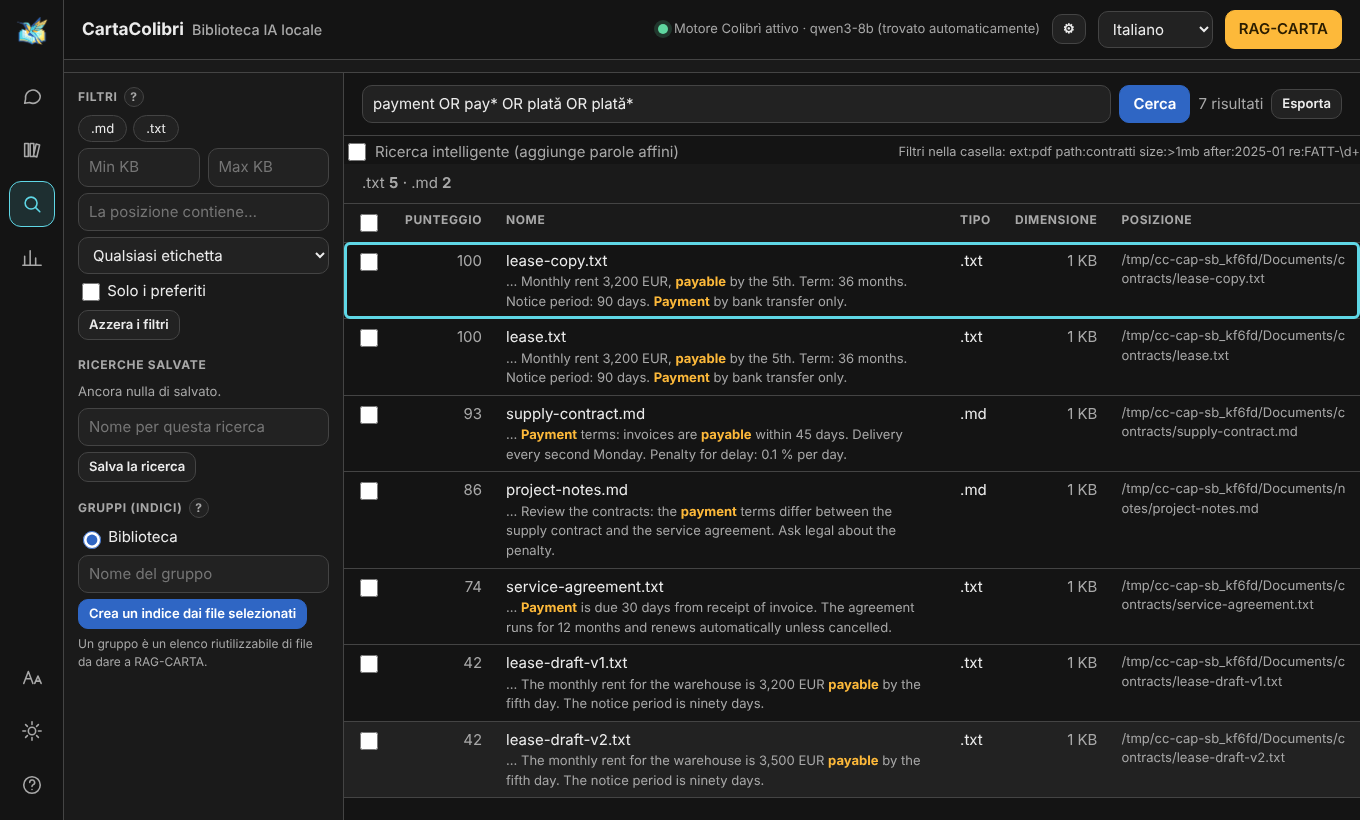 CartaColibri Biblioteca IA locale
Motore Colibrì attivo · qwen3-8b (trovato automaticamente)
Italiano
RAG-CARTA
FILTRI ?
.md .txt
Min KB Max KB
La posizione contiene...
Qualsiasi etichetta
Solo i preferiti
Azzera i filtri
RICERCHE SALVATE
Ancora nulla di salvato.
Nome per questa ricerca
Salva la ricerca
GRUPPI (INDICI) ?
Biblioteca
Nome del gruppo
Crea un indice dai file selezionati
Un gruppo è un elenco riutilizzabile di file
da dare a RAG-CARTA.
AA
?
payment OR pay* OR plată OR plată*
Cerca
7 risultati
Esporta
Ricerca intelligente (aggiunge parole affini)
Filtri nella casella: ext:pdf path:contratti size:>1mb after:2025-01 re:FATT-\d+
.txt 5 · .md 2
PUNTEGGIO NOME TIPO DIMENSIONE POSIZIONE
100 lease-copy.txt .txt 1 KB /tmp/cc-cap-sb_kf6fd/Documents/c
ontracts/lease-copy.txt
... Monthly rent 3,200 EUR, payable by the 5th. Term: 36 months.
Notice period: 90 days. Payment by bank transfer only.
100 lease.txt .txt 1 KB /tmp/cc-cap-sb_kf6fd/Documents/c
ontracts/lease.txt
... Monthly rent 3,200 EUR, payable by the 5th. Term: 36 months.
Notice period: 90 days. Payment by bank transfer only.
93 supply-contract.md .md 1 KB /tmp/cc-cap-sb_kf6fd/Documents/c
ontracts/supply-contract.md
... Payment terms: invoices are payable within 45 days. Delivery
every second Monday. Penalty for delay: 0.1 % per day.
86 project-notes.md .md 1 KB /tmp/cc-cap-sb_kf6fd/Documents/n
otes/project-notes.md
... Review the contracts: the payment terms differ between the
supply contract and the service agreement. Ask legal about the
penalty.
74 service-agreement.txt .txt 1 KB /tmp/cc-cap-sb_kf6fd/Documents/c
ontracts/service-agreement.txt
... Payment is due 30 days from receipt of invoice. The agreement
runs for 12 months and renews automatically unless cancelled.
42 lease-draft-v1.txt .txt 1 KB /tmp/cc-cap-sb_kf6fd/Documents/c
ontracts/lease-draft-v1.txt
... The monthly rent for the warehouse is 3,200 EUR payable by the
fifth day. The notice period is ninety days.
42 lease-draft-v2.txt .txt 1 KB /tmp/cc-cap-sb_kf6fd/Documents/c
ontracts/lease-draft-v2.txt
... The monthly rent for the warehouse is 3,500 EUR payable by the
fifth day. The notice period is ninety days.